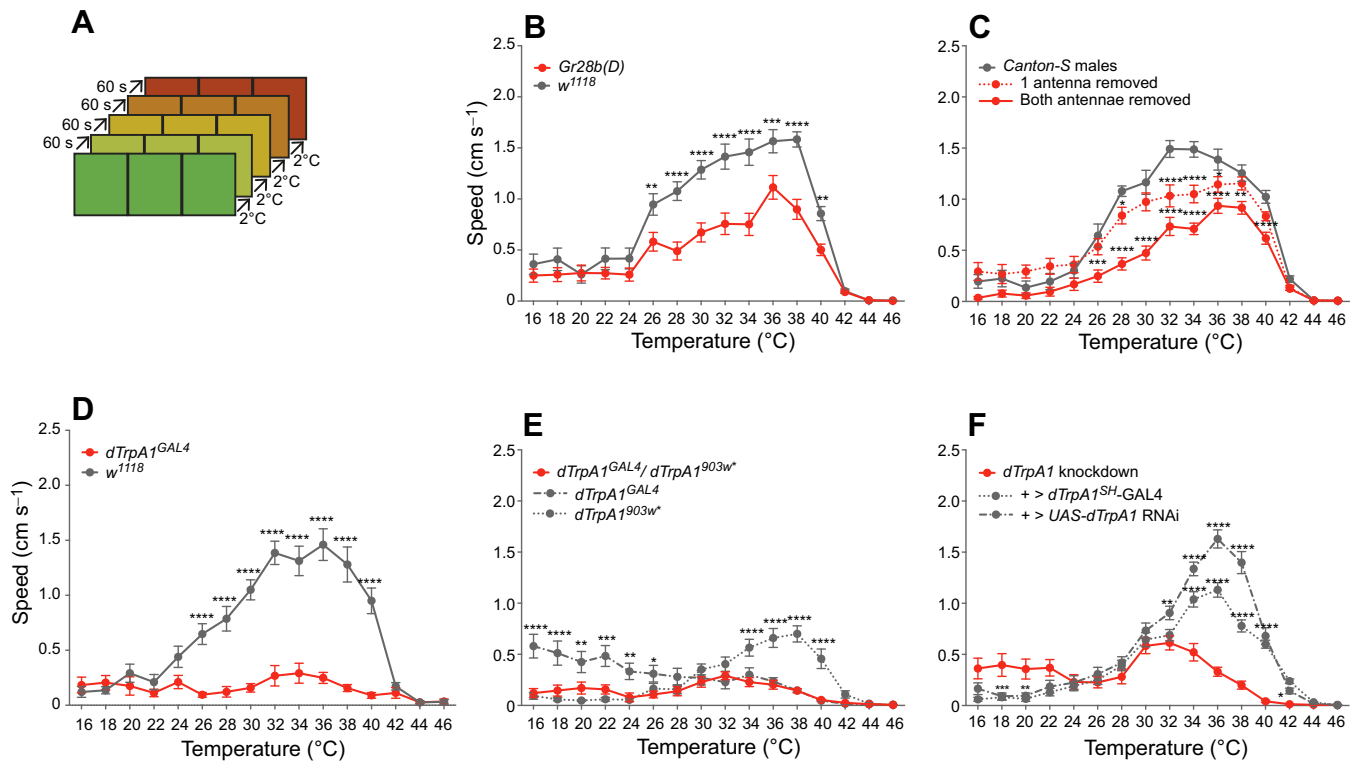 A
60 s
60 s
60 s
60 s
2°C
2°C
2°C
2°C
B
Gr28b(D)
w1118
Speed (cm s–1)
2.5
2.0
1.5
1.0
0.5
0
** **** **** **** **** *** **** **
16 18 20 22 24 26 28 30 32 34 36 38 40 42 44 46
Temperature (°C)
C
Canton-S males
1 antenna removed
Both antennae removed
2.5
2.0
1.5
1.0
0.5
0
* **** **** * 
*** **** **** **** **** **** ** ****
16 18 20 22 24 26 28 30 32 34 36 38 40 42 44 46
Temperature (°C)
D
dTrpA1GAL4
w1118
Speed (cm s–1)
2.5
2.0
1.5
1.0
0.5
0
**** **** **** **** **** **** **** ****
16 18 20 22 24 26 28 30 32 34 36 38 40 42 44 46
Temperature (°C)
E
dTrpA1GAL4/ dTrpA1903w*
dTrpA1GAL4
dTrpA1903w*
2.5
2.0
1.5
1.0
0.5
0
**** **** ** *** ** * **** **** **** ****
16 18 20 22 24 26 28 30 32 34 36 38 40 42 44 46
Temperature (°C)
F
dTrpA1 knockdown
+ > dTrpA1SH-GAL4
+ > UAS-dTrpA1 RNAi
2.5
2.0
1.5
1.0
0.5
0
**** **** ****
*** ** ** **** **** **** **** *
16 18 20 22 24 26 28 30 32 34 36 38 40 42 44 46
Temperature (°C)